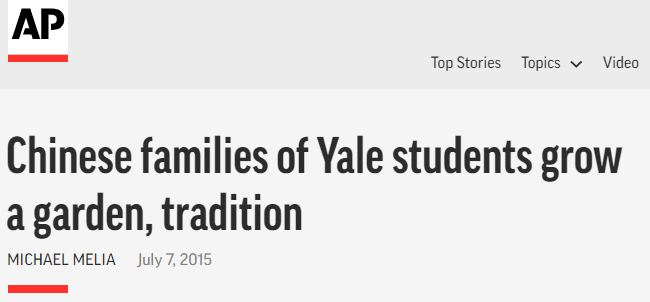 AP
Top Stories Topics Video
Chinese families of Yale students grow
a garden, tradition
MICHAEL MELIA July 7, 2015